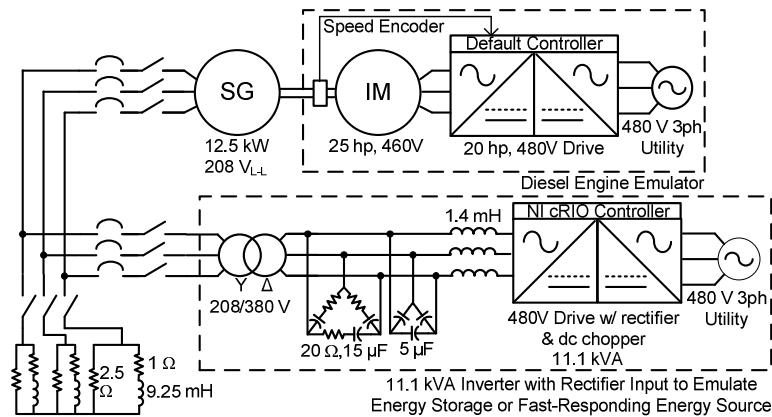 Speed Encoder
Default Controller
SG
IM
12.5 kW
208 VL-L
25 hp, 460V
20 hp, 480V Drive
480 V 3ph
Utility
Diesel Engine Emulator
1.4 mH
NI cRIO Controller
Y
Δ
208/380 V
20 Ω,15 µF
5 µF
480V Drive w/ rectifier
& dc chopper
11.1 kVA
480 V 3ph
Utility
2.5
Ω
1 Ω
9.25 mH
11.1 kVA Inverter with Rectifier Input to Emulate
Energy Storage or Fast-Responding Energy Source